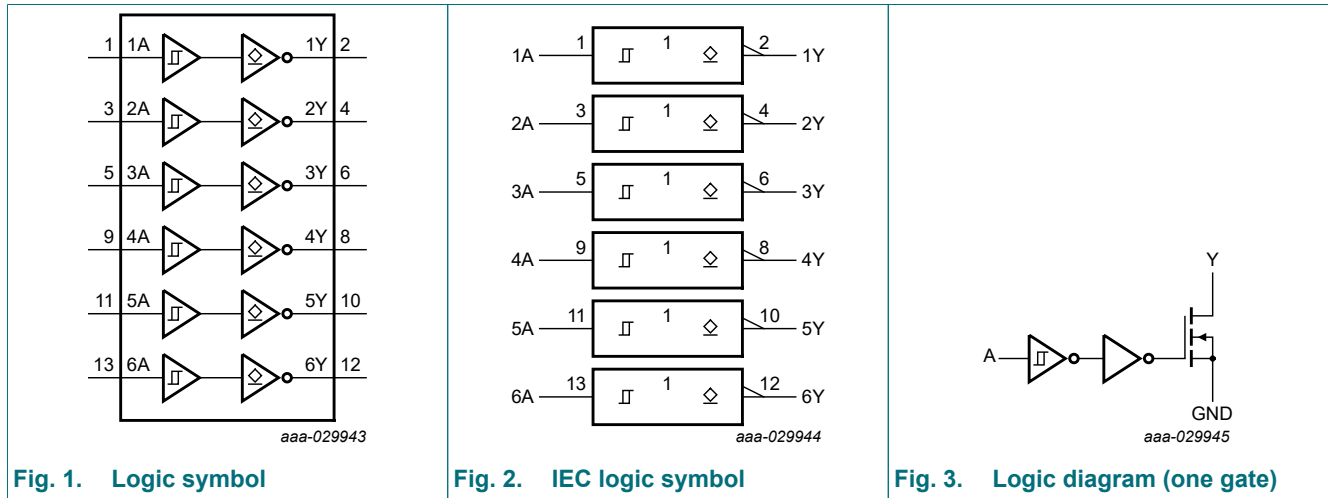 1 1A 1Y 2
3 2A 2Y 4
5 3A 3Y 6
9 4A 4Y 8
11 5A 5Y 10
13 6A 6Y 12
aaa-029943
Fig. 1. Logic symbol
1A 1 1 2 1Y
2A 3 1 4 2Y
3A 5 1 6 3Y
4A 9 1 8 4Y
5A 11 1 10 5Y
6A 13 1 12 6Y
aaa-029944
Fig. 2. IEC logic symbol
Y
A
GND
aaa-029945
Fig. 3. Logic diagram (one gate)